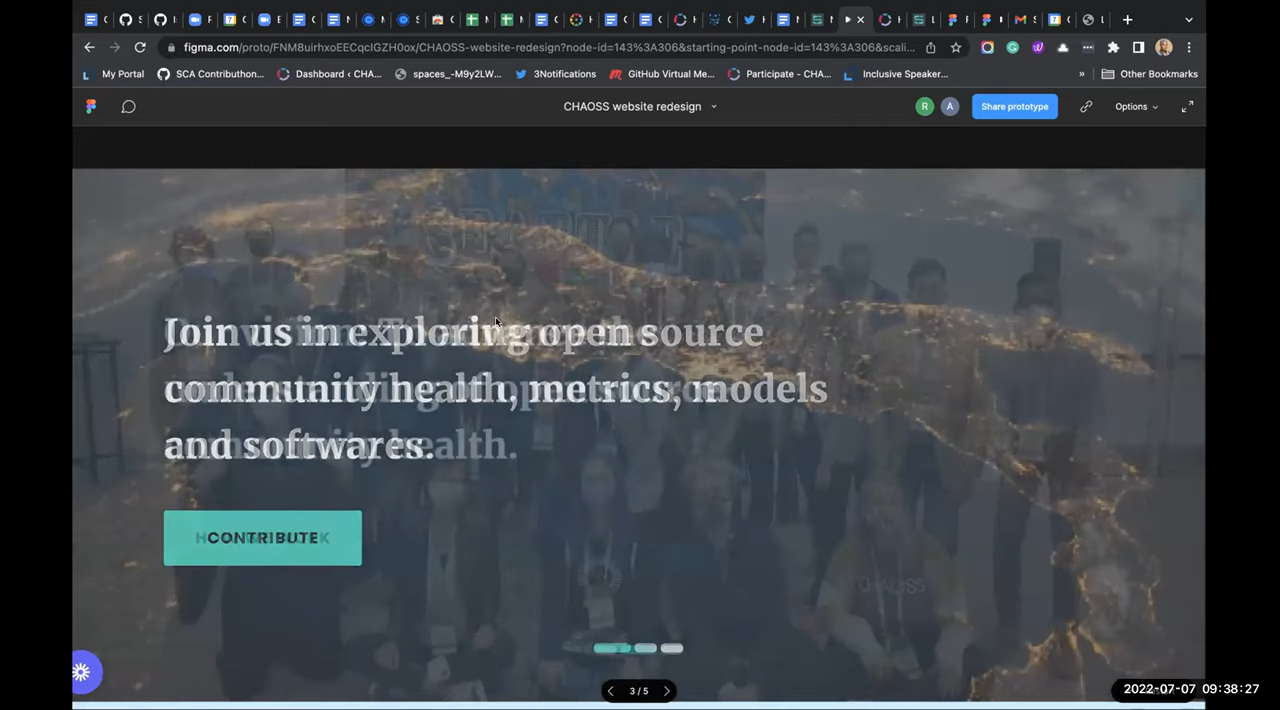 figma.com/proto/FNM8uirhxoEECqcIGZH0ox/CHAOSS-website-redesign?node-id=143%3A306&starting-point-node-id=143%3A306&scali...
My Portal
SCA Contributhon...
Dashboard ‹ CHA...
spaces_-M9y2LW...
3Notifications
GitHub Virtual Me...
Participate - CHA...
Inclusive Speaker...
»
Other Bookmarks
CHAOSS website redesign
R
A
Share prototype
Options
Join us in exploring open source
community health, metrics, models
and softwares.
CONTRIBUTE
CHAOSS
3 / 5
2022-07-07 09:38:27